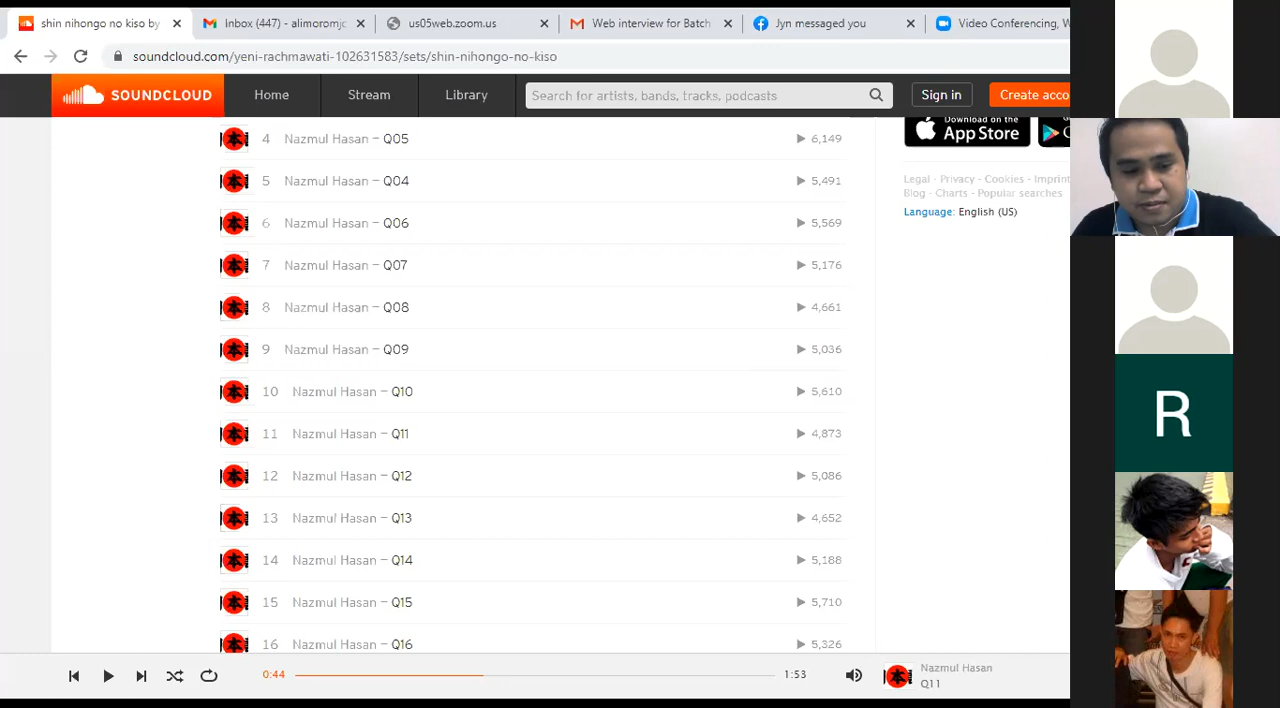 shin nihongo no kiso by
Inbox (447) - alimoromjc
us05web.zoom.us
Web interview for Batch
Jyn messaged you
Video Conferencing, W
soundcloud.com/yeni-rachmawati-102631583/sets/shin-nihongo-no-kiso
SOUNDCLOUD
Home
Stream
Library
Search for artists, bands, tracks, podcasts
Sign in
Create acco
4 Nazmul Hasan – Q05 6,149
5 Nazmul Hasan – Q04 5,491
6 Nazmul Hasan – Q06 5,569
7 Nazmul Hasan – Q07 5,176
8 Nazmul Hasan – Q08 4,661
9 Nazmul Hasan – Q09 5,036
10 Nazmul Hasan – Q10 5,610
11 Nazmul Hasan – Q11 4,873
12 Nazmul Hasan – Q12 5,086
13 Nazmul Hasan – Q13 4,652
14 Nazmul Hasan – Q14 5,188
15 Nazmul Hasan – Q15 5,710
16 Nazmul Hasan – Q16 5,326
Download on the
App Store
Legal - Privacy - Cookies - Imprint
Blog - Charts - Popular searches
Language: English (US)
0:44
1:53
Nazmul Hasan
Q11
R
本